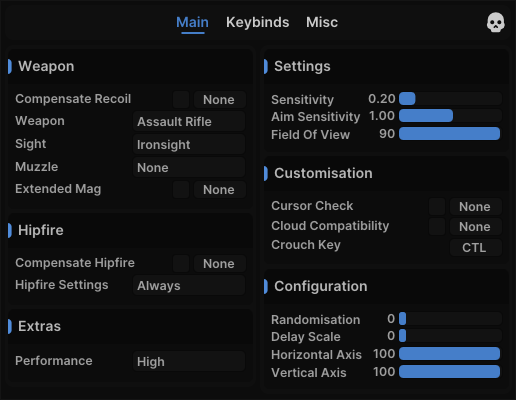 Main Keybinds Misc
Weapon
Compensate Recoil None
Weapon Assault Rifle
Sight Ironsight
Muzzle None
Extended Mag None
Hipfire
Compensate Hipfire None
Hipfire Settings Always
Extras
Performance High
Settings
Sensitivity 0.20
Aim Sensitivity 1.00
Field Of View 90
Customisation
Cursor Check None
Cloud Compatibility None
Crouch Key CTL
Configuration
Randomisation 0
Delay Scale 0
Horizontal Axis 100
Vertical Axis 100